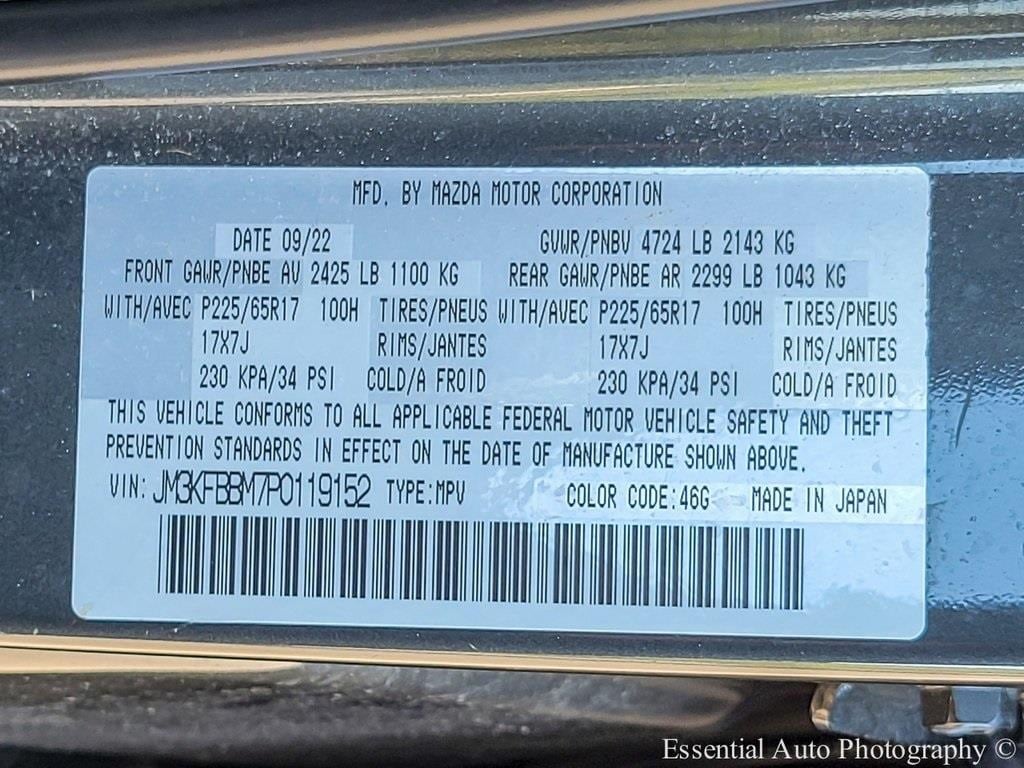 MFD. BY MAZDA MOTOR CORPORATION
DATE 09/22 GVWR/PNBV 4724 LB 2143 KG
FRONT GAWR/PNBE AV 2425 LB 1100 KG REAR GAWR/PNBE AR 2299 LB 1043 KG
WITH/AVEC P225/65R17 100H TIRES/PNEUS WITH/AVEC P225/65R17 100H TIRES/PNEUS
17X7J RIMS/JANTES 17X7J RIMS/JANTES
230 KPA/34 PSI COLD/A FROID 230 KPA/34 PSI COLD/A FROID
THIS VEHICLE CONFORMS TO ALL APPLICABLE FEDERAL MOTOR VEHICLE SAFETY AND THEFT
PREVENTION STANDARDS IN EFFECT ON THE DATE OF MANUFACTURE SHOWN ABOVE.
VIN: JM3KFBBM7P0119152 TYPE:MPV COLOR CODE:46G MADE IN JAPAN
Essential Auto Photography ©